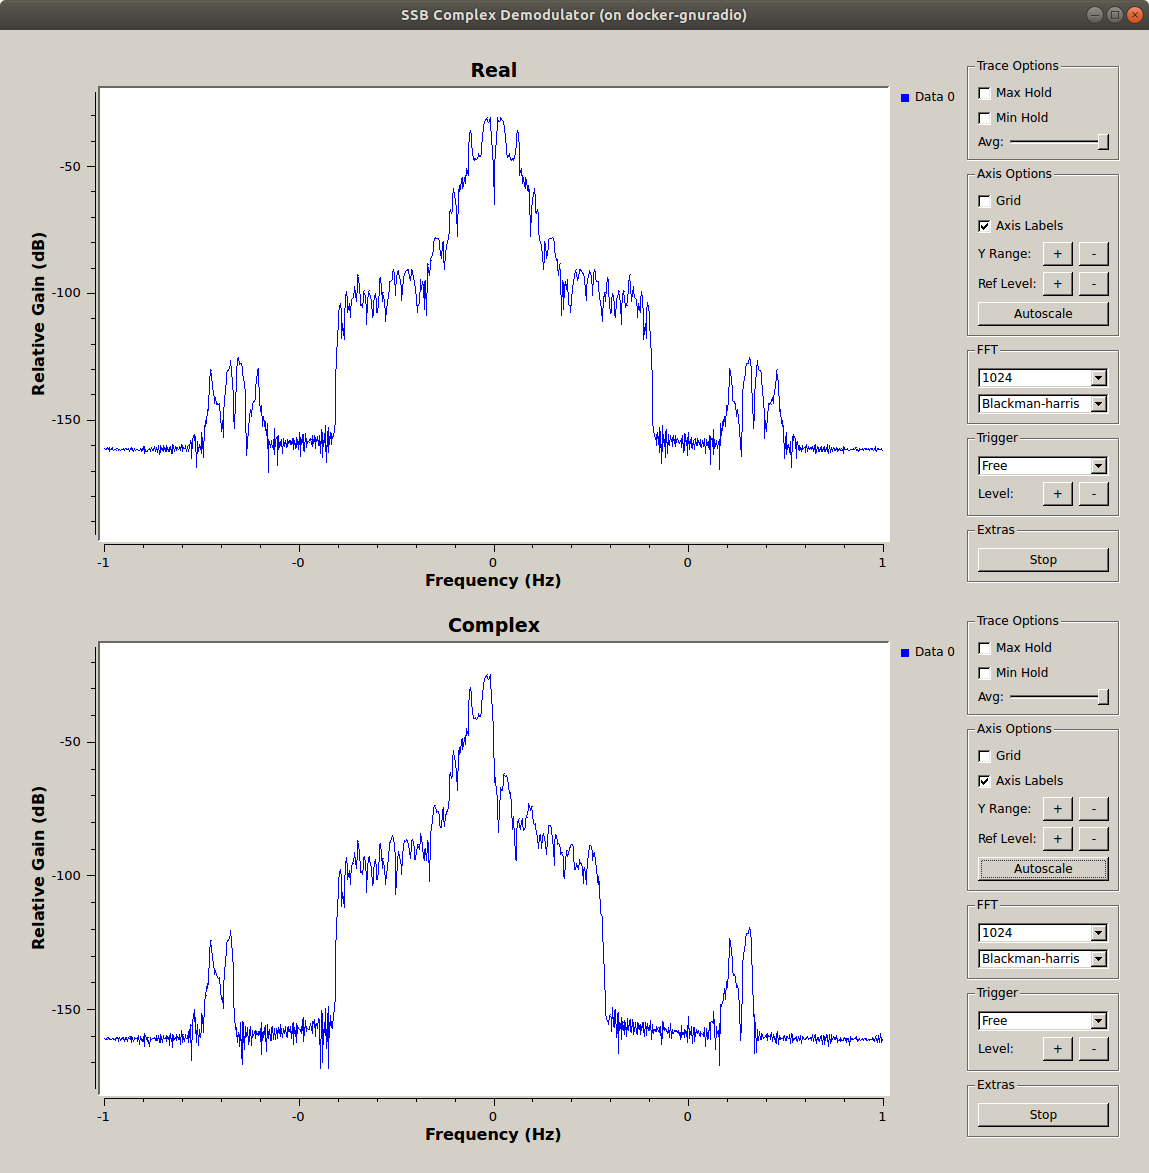 SSB Complex Demodulator (on docker-gnuradio)
Real
Data 0
Relative Gain (dB)
-50
-100
-150
-1
-0
0
0
1
Frequency (Hz)
Trace Options
Max Hold
Min Hold
Avg:
Axis Options
Grid
Axis Labels
Y Range: + -
Ref Level: + -
Autoscale
FFT
1024
Blackman-harris
Trigger
Free
Level: + -
Extras
Stop
Complex
Data 0
Relative Gain (dB)
-50
-100
-150
-1
-0
0
0
1
Frequency (Hz)
Trace Options
Max Hold
Min Hold
Avg:
Axis Options
Grid
Axis Labels
Y Range: + -
Ref Level: + -
Autoscale
FFT
1024
Blackman-harris
Trigger
Free
Level: + -
Extras
Stop